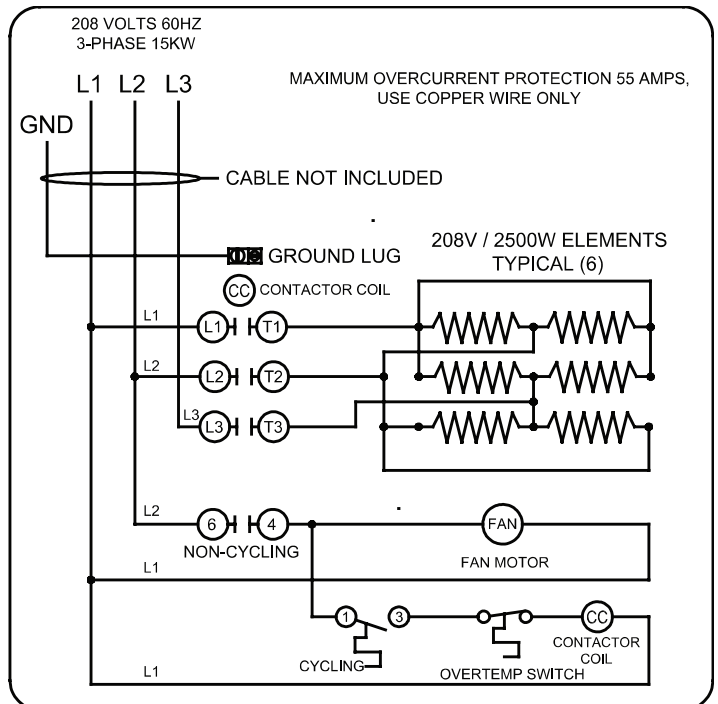 208 VOLTS 60HZ
3-PHASE 15KW
L1 L2 L3
MAXIMUM OVERCURRENT PROTECTION 55 AMPS,
USE COPPER WIRE ONLY
GND
CABLE NOT INCLUDED
GROUND LUG
208V / 2500W ELEMENTS
TYPICAL (6)
CC CONTACTOR COIL
L1 L1 T1
L2 L2 T2
L3 L3 T3
L2 6 4 FAN
NON-CYCLING
FAN MOTOR
L1
1 3 CC
CONTACTOR
COIL
CYCLING
OVERTEMP SWITCH
L1